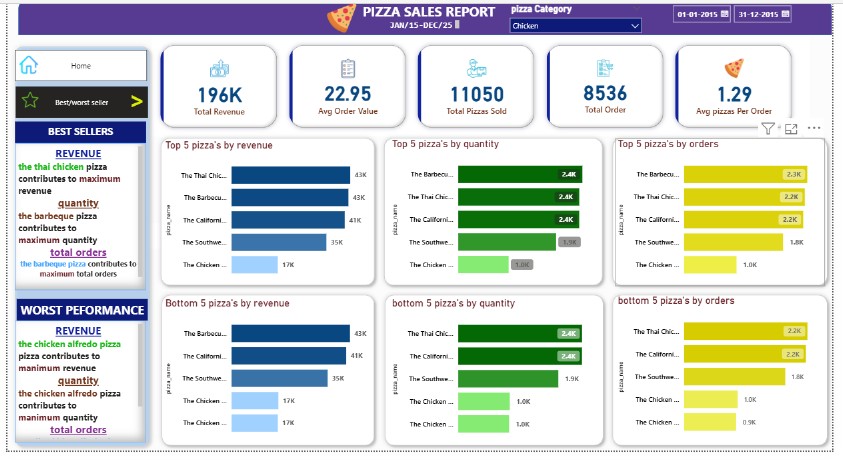 PIZZA SALES REPORT
JAN/15-DEC/25
pizza Category
Chicken
01-01-2015
31-12-2015
Home
Best/worst seller
>
196K
Total Revenue
22.95
Avg Order Value
11050
Total Pizzas Sold
8536
Total Order
1.29
Avg pizzas Per Order
BEST SELLERS
REVENUE
the thai chicken pizza
contributes to maximum
revenue
quantity
the barbeque pizza
contributes to
maximum quantity
total orders
the barbeque pizza contributes to
maximum total orders
Top 5 pizza's by revenue
pizza_name
The Thai Chic... 43K
The Barbecu... 43K
The Californi... 41K
The Southwe... 35K
The Chicken ... 17K
Top 5 pizza's by quantity
pizza_name
The Barbecu... 2.4K
The Thai Chic... 2.4K
The Californi... 2.4K
The Southwe... 1.9K
The Chicken ... 1.0K
Top 5 pizza's by orders
pizza_name
The Barbecu... 2.3K
The Thai Chic... 2.2K
The Californi... 2.2K
The Southwe... 1.8K
The Chicken ... 1.0K
WORST PEFORMANCE
REVENUE
the chicken alfredo pizza
pizza contributes to
manimum revenue
quantity
the chicken alfredo pizza
contributes to
manimum quantity
total orders
Bottom 5 pizza's by revenue
pizza_name
The Barbecu... 43K
The Californi... 41K
The Southwe... 35K
The Chicken ... 17K
The Chicken ... 17K
bottom 5 pizza's by quantity
pizza_name
The Thai Chic... 2.4K
The Californi... 2.4K
The Southwe... 1.9K
The Chicken ... 1.0K
The Chicken ... 1.0K
bottom 5 pizza's by orders
pizza_name
The Thai Chic... 2.2K
The Californi... 2.2K
The Southwe... 1.8K
The Chicken ... 1.0K
The Chicken ... 0.9K